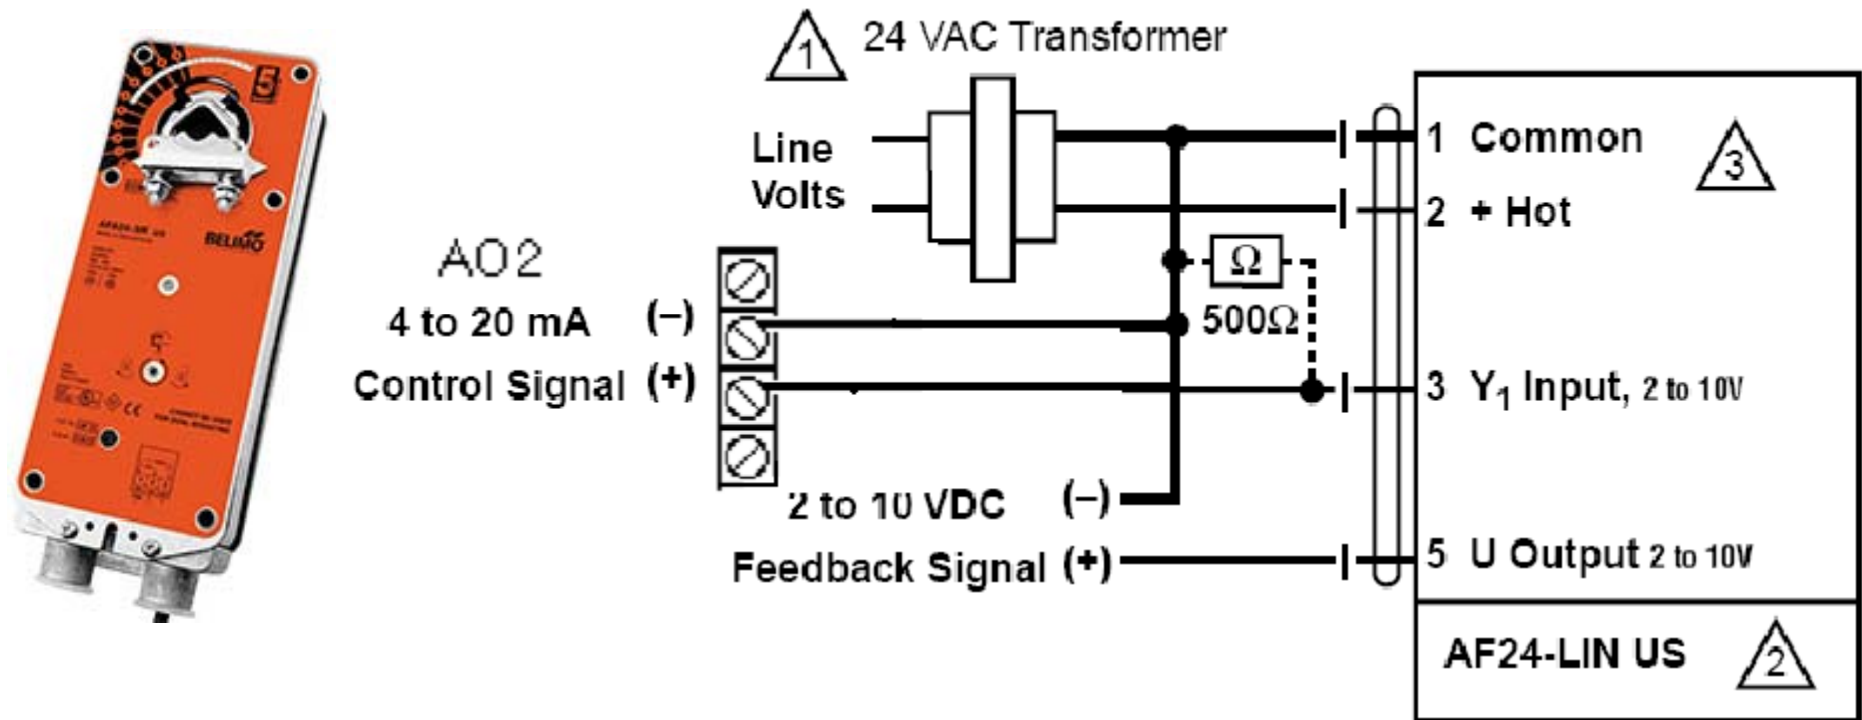 1 24 VAC Transformer
Line
Volts
1 Common
3
2 + Hot
Ω
500Ω
AO2
4 to 20 mA (–)
Control Signal (+)
3 Y₁ Input, 2 to 10V
2 to 10 VDC (–)
Feedback Signal (+)
5 U Output 2 to 10V
AF24-LIN US 2
5
BELIMO